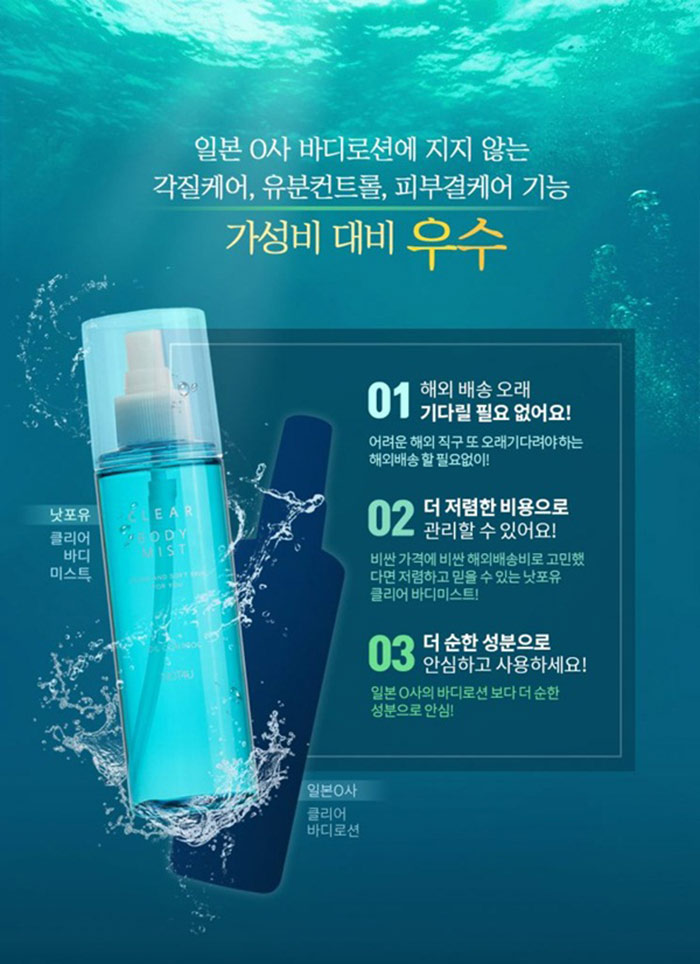 일본 O사 바디로션에 지지 않는
각질케어, 유분컨트롤, 피부결케어 기능
가성비 대비 우수
01 해외 배송 오래
기다릴 필요 없어요!
어려운 해외 직구 또 오래기다려야하는
해외배송 할 필요없이!
02 더 저렴한 비용으로
관리할 수 있어요!
비싼 가격에 비싼 해외배송비로 고민했
다면 저렴하고 믿을 수 있는 낫포유
클리어 바디미스트!
03 더 순한 성분으로
안심하고 사용하세요!
일본 O사의 바디로션 보다 더 순한
성분으로 안심!
낫포유
클리어
바디
미스트
CLEAR
BODY
MIST
AND SOFT SKIN
FOR YOU
OIL CONTROL
NOT4U
일본O사
클리어
바디로션